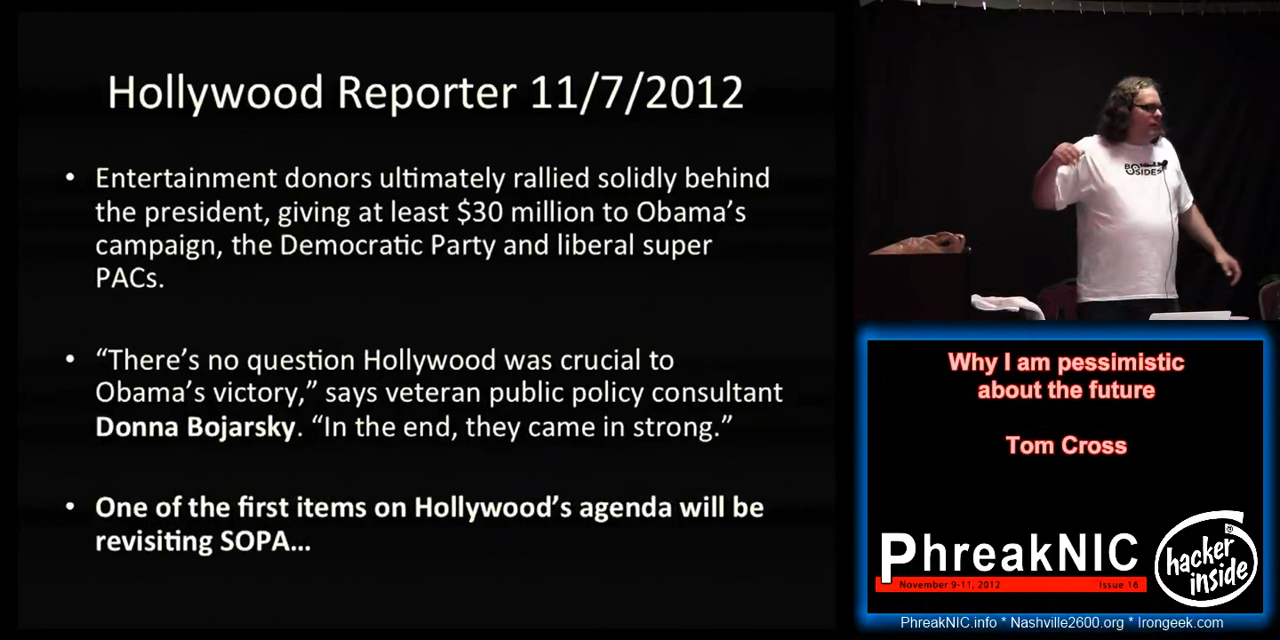 Hollywood Reporter 11/7/2012
• Entertainment donors ultimately rallied solidly behind
the president, giving at least $30 million to Obama’s
campaign, the Democratic Party and liberal super
PACs.
• “There’s no question Hollywood was crucial to
Obama’s victory,” says veteran public policy consultant
Donna Bojarsky. “In the end, they came in strong.”
• One of the first items on Hollywood’s agenda will be
revisiting SOPA…
B SIDES
Why I am pessimistic
about the future
Tom Cross
PhreakNIC
November 9-11, 2012 Issue 16
hacker
inside
PhreakNIC.info * Nashville2600.org * Irongeek.com